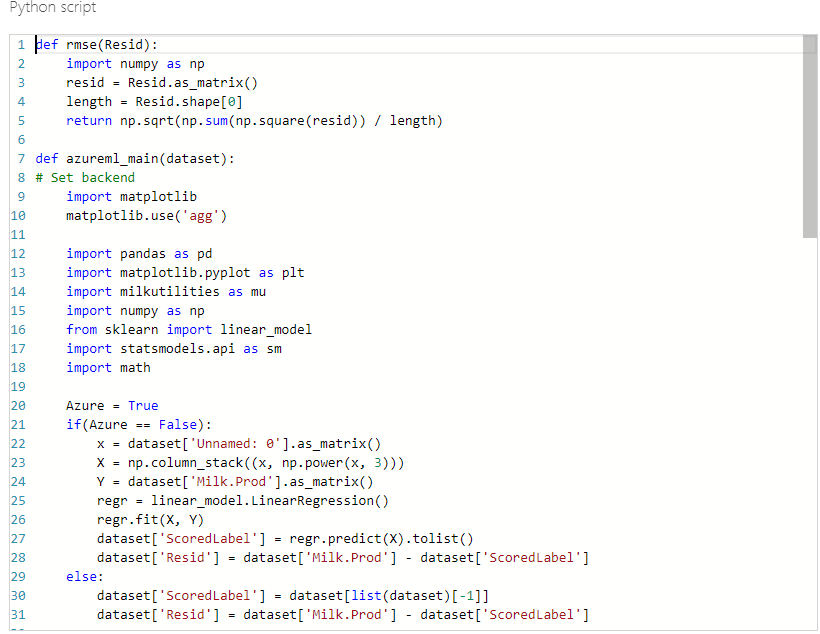 Python script
1 def rmse(Resid):
2     import numpy as np
3     resid = Resid.as_matrix()
4     length = Resid.shape[0]
5     return np.sqrt(np.sum(np.square(resid)) / length)
6
7 def azureml_main(dataset):
8 # Set backend
9     import matplotlib
10     matplotlib.use('agg')
11
12     import pandas as pd
13     import matplotlib.pyplot as plt
14     import milkutilities as mu
15     import numpy as np
16     from sklearn import linear_model
17     import statsmodels.api as sm
18     import math
19
20     Azure = True
21     if(Azure == False):
22         x = dataset['Unnamed: 0'].as_matrix()
23         X = np.column_stack((x, np.power(x, 3)))
24         Y = dataset['Milk.Prod'].as_matrix()
25         regr = linear_model.LinearRegression()
26         regr.fit(X, Y)
27         dataset['ScoredLabel'] = regr.predict(X).tolist()
28         dataset['Resid'] = dataset['Milk.Prod'] - dataset['ScoredLabel']
29     else:
30         dataset['ScoredLabel'] = dataset[list(dataset)[-1]]
31         dataset['Resid'] = dataset['Milk.Prod'] - dataset['ScoredLabel']